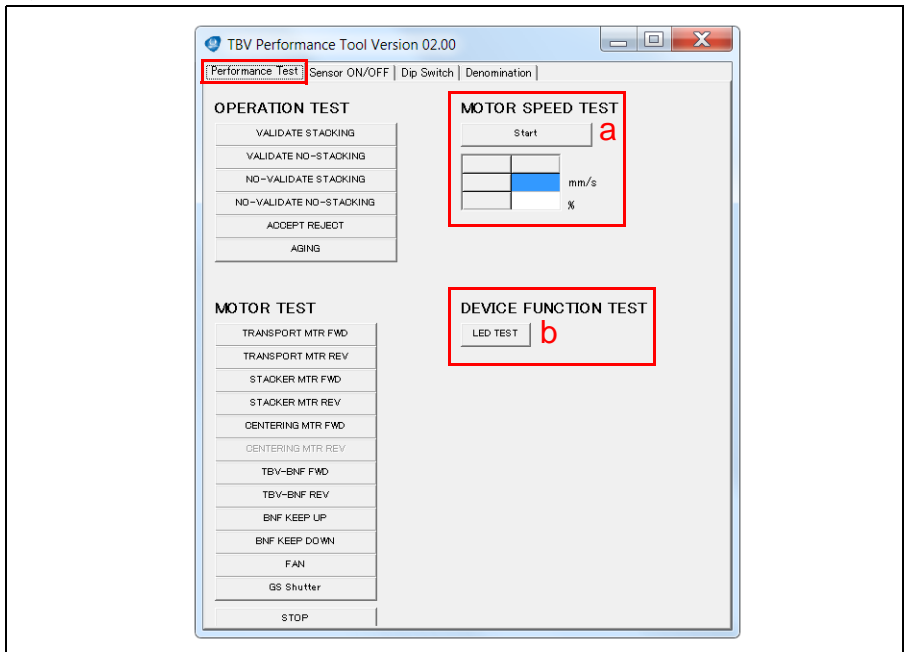 TBV Performance Tool Version 02.00
Performance Test Sensor ON/OFF Dip Switch Denomination
OPERATION TEST
VALIDATE STACKING
VALIDATE NO-STACKING
NO-VALIDATE STACKING
NO-VALIDATE NO-STACKING
ACCEPT REJECT
AGING
MOTOR SPEED TEST
Start
a
mm/s
%
MOTOR TEST
TRANSPORT MTR FWD
TRANSPORT MTR REV
STACKER MTR FWD
STACKER MTR REV
CENTERING MTR FWD
CENTERING MTR REV
TBV-BNF FWD
TBV-BNF REV
BNF KEEP UP
BNF KEEP DOWN
FAN
GS Shutter
STOP
DEVICE FUNCTION TEST
LED TEST
b